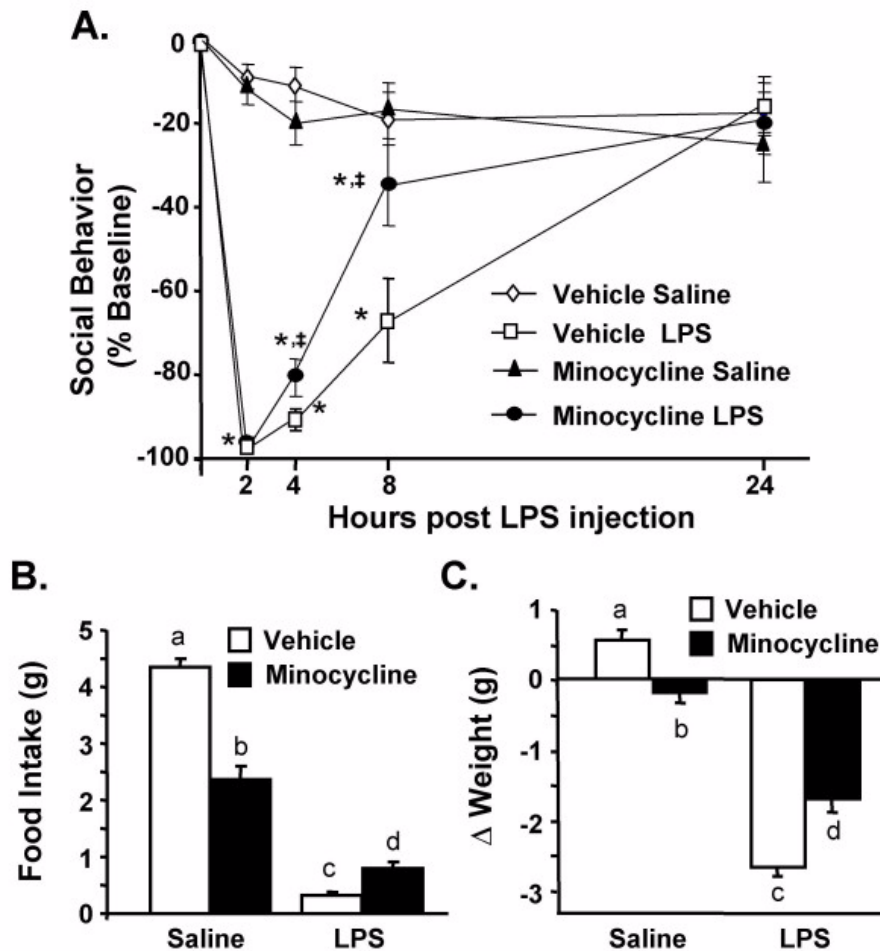 A.
0
-20
-40
-60
-80
-100
Social Behavior
(% Baseline)
*,‡
*
*,‡
*
*
Vehicle Saline
Vehicle LPS
Minocycline Saline
Minocycline LPS
2 4 8 24
Hours post LPS injection
B.
5
4
3
2
1
0
Food Intake (g)
a
b
c
d
Vehicle
Minocycline
Saline LPS
C.
1
0
-1
-2
-3
Δ Weight (g)
a
b
c
d
Vehicle
Minocycline
Saline LPS